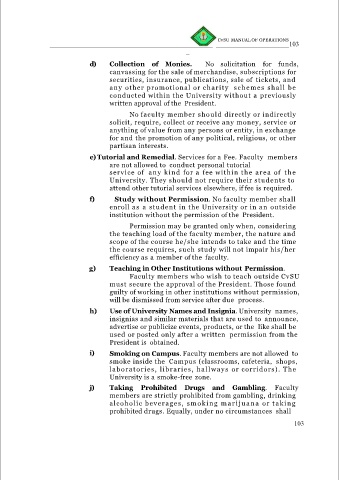 CVSU MANUAL OF OPERATIONS
103
d) Collection of Monies. No solicitation for funds,
canvassing for the sale of merchandise, subscriptions for
securities, insurance, publications, sale of tickets, and
any other promotional or charity schemes shall be
conducted within the University without a previously
written approval of the President.
No faculty member should directly or indirectly
solicit, require, collect or receive any money, service or
anything of value from any persons or entity, in exchange
for and the promotion of any political, religious, or other
partisan interests.
e) Tutorial and Remedial. Services for a Fee. Faculty members
are not allowed to conduct personal tutorial
service of any kind for a fee within the area of the
University. They should not require their students to
attend other tutorial services elsewhere, if fee is required.
f) Study without Permission. No faculty member shall
enroll as a student in the University or in an outside
institution without the permission of the President.
Permission may be granted only when, considering
the teaching load of the faculty member, the nature and
scope of the course he/she intends to take and the time
the course requires, such study will not impair his/her
efficiency as a member of the faculty.
g) Teaching in Other Institutions without Permission.
Faculty members who wish to teach outside CvSU
must secure the approval of the President. Those found
guilty of working in other institutions without permission,
will be dismissed from service after due process.
h) Use of University Names and Insignia. University names,
insignias and similar materials that are used to announce,
advertise or publicize events, products, or the like shall be
used or posted only after a written permission from the
President is obtained.
i) Smoking on Campus. Faculty members are not allowed to
smoke inside the Campus (classrooms, cafeteria, shops,
laboratories, libraries, hallways or corridors). The
University is a smoke-free zone.
j) Taking Prohibited Drugs and Gambling. Faculty
members are strictly prohibited from gambling, drinking
alcoholic beverages, smoking marijuana or taking
prohibited drugs. Equally, under no circumstances shall
103